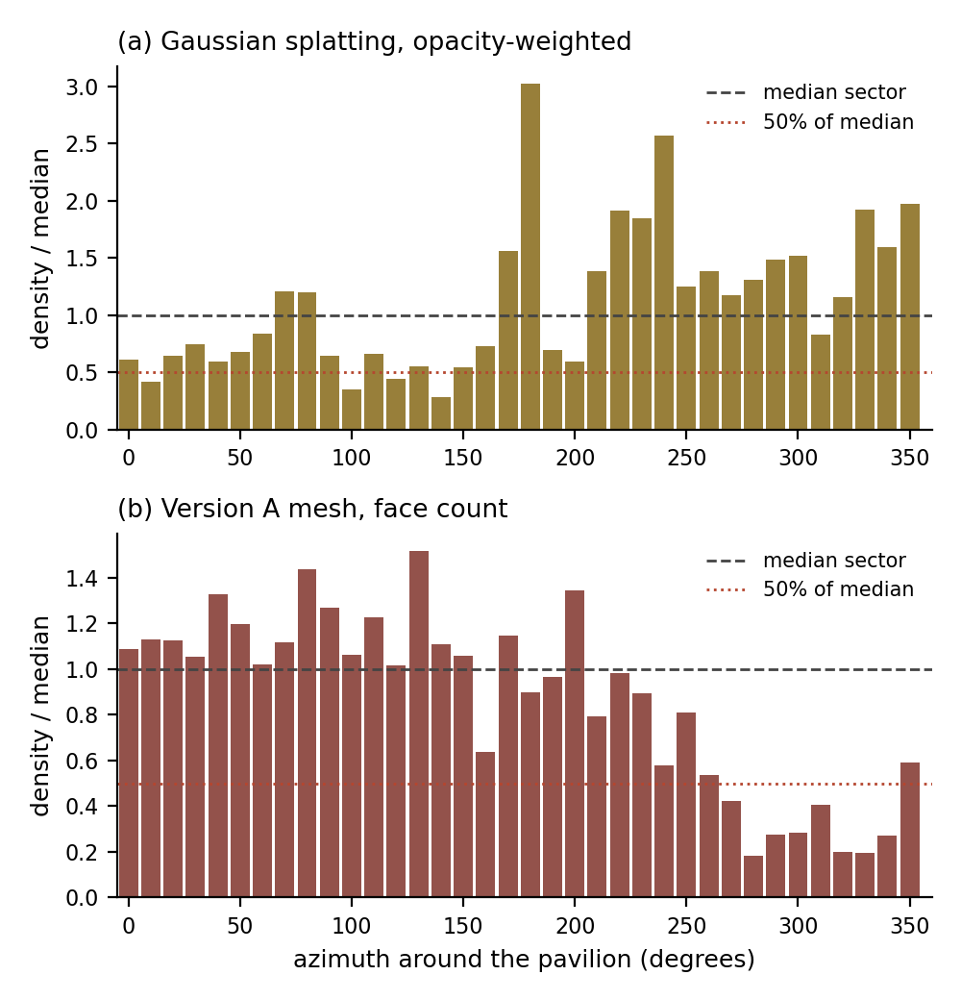 (a) Gaussian splatting, opacity-weighted
density / median
3.0
2.5
2.0
1.5
1.0
0.5
0.0
median sector
50% of median
0 50 100 150 200 250 300 350
(b) Version A mesh, face count
density / median
1.4
1.2
1.0
0.8
0.6
0.4
0.2
0.0
median sector
50% of median
0 50 100 150 200 250 300 350
azimuth around the pavilion (degrees)